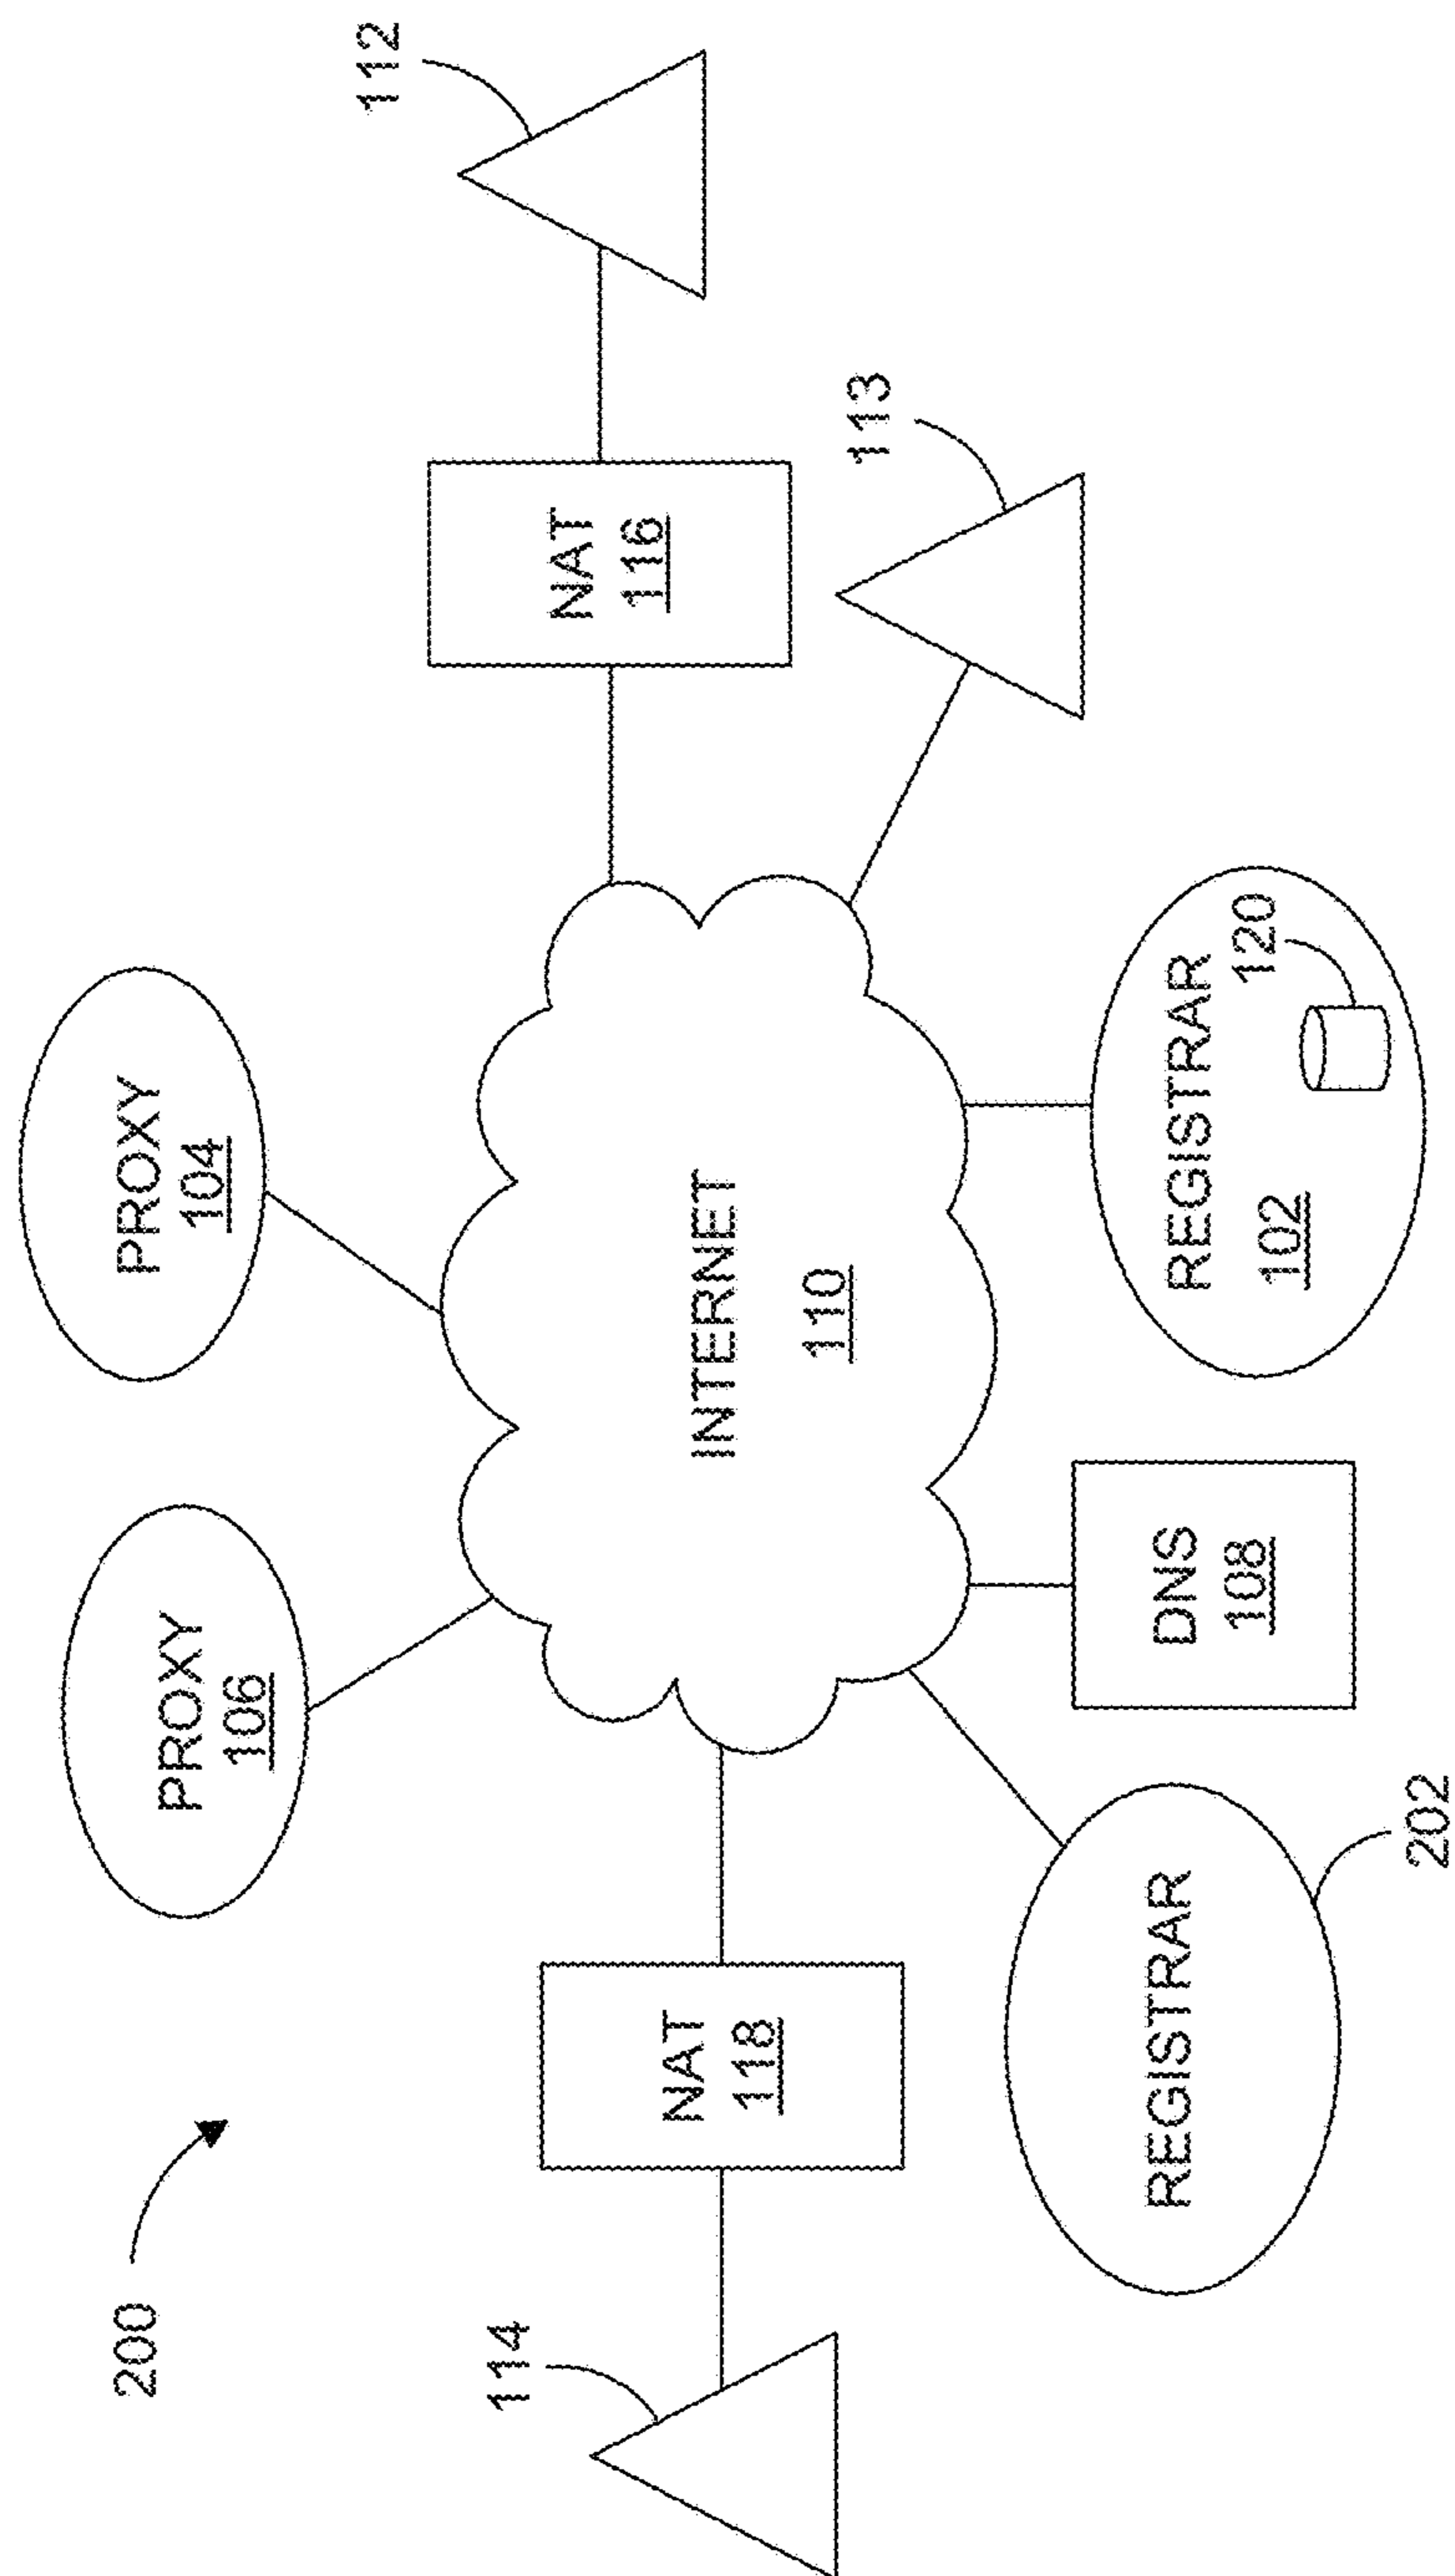 200
PROXY
106
PROXY
104
112
114
NAT
118
INTERNET
110
NAT
116
113
REGISTRAR
202
DNS
108
REGISTRAR
102
120